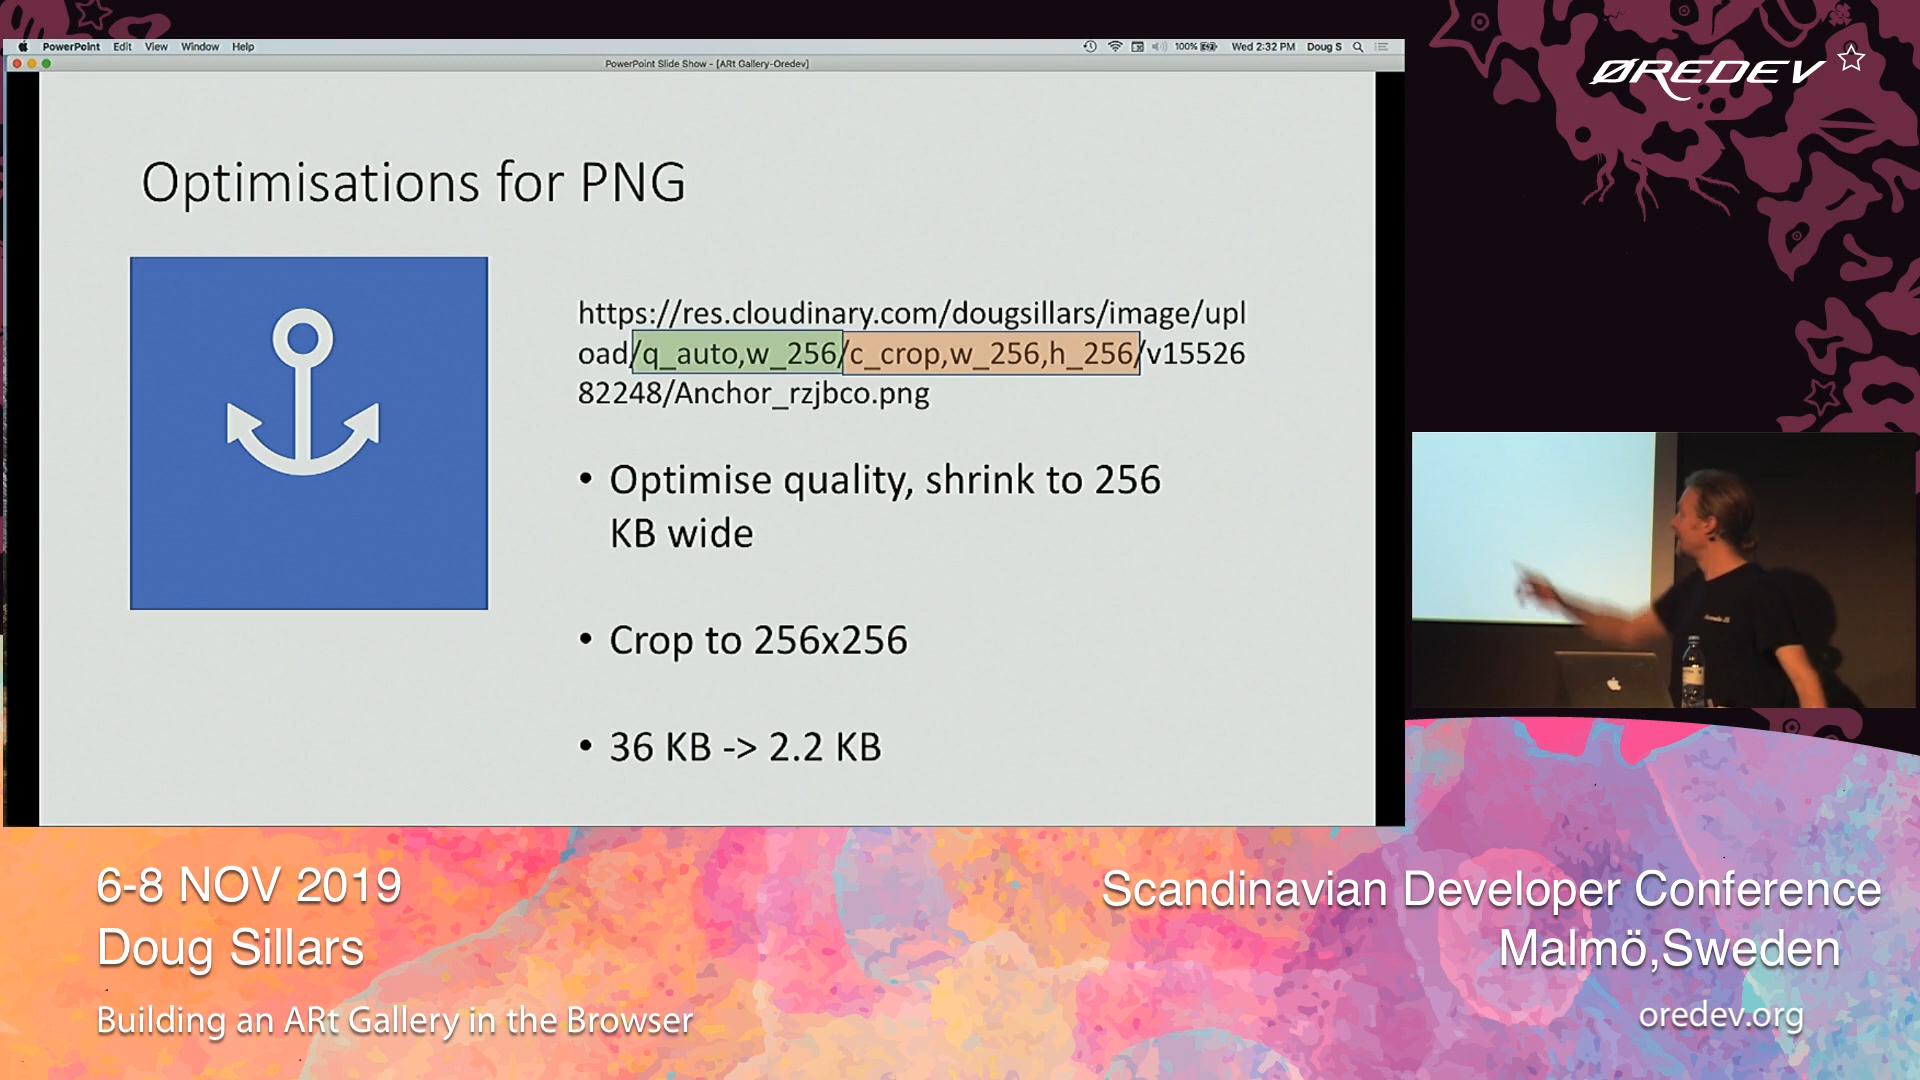 PowerPoint Edit View Window Help
100% Wed 2:32 PM Doug S
PowerPoint Slide Show - [ARt Gallery-Oredev]
ØREDEV
Optimisations for PNG
https://res.cloudinary.com/dougsillars/image/upl
oad/q_auto,w_256/c_crop,w_256,h_256/v15526
82248/Anchor_rzjbco.png
• Optimise quality, shrink to 256
KB wide
• Crop to 256x256
• 36 KB -> 2.2 KB
6-8 NOV 2019
Doug Sillars
Building an ARt Gallery in the Browser
Scandinavian Developer Conference
Malmö,Sweden
oredev.org